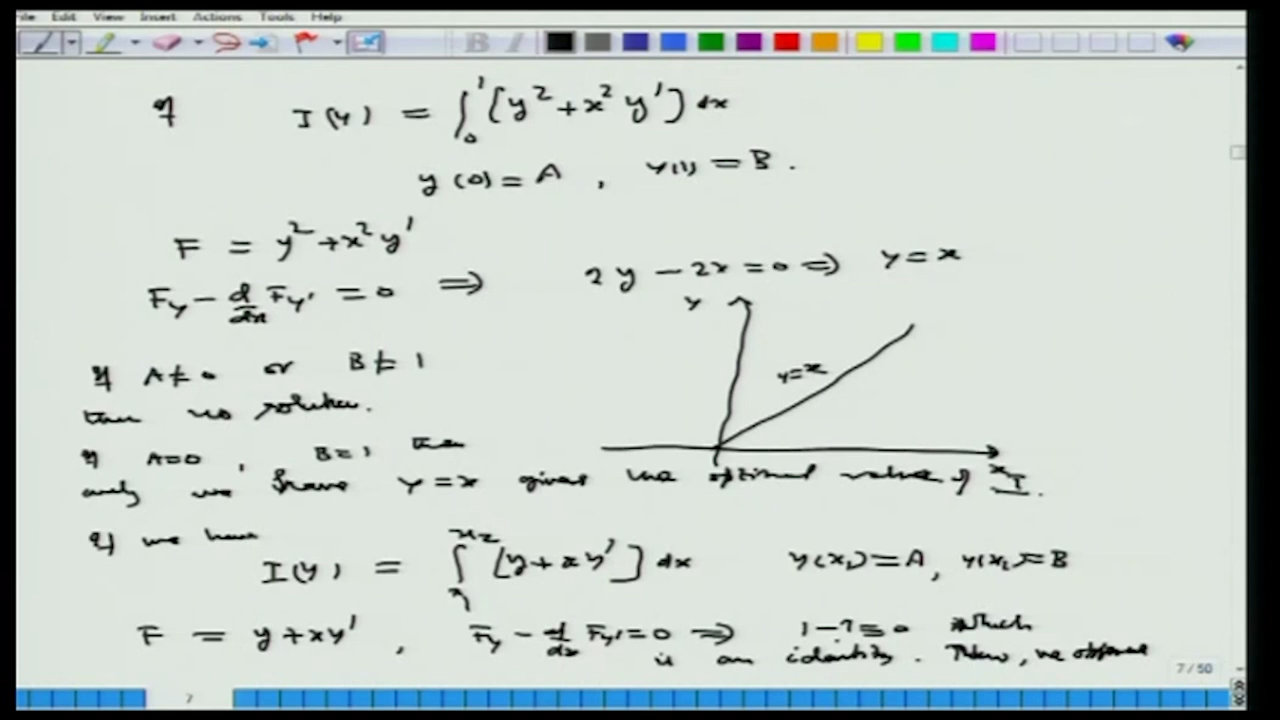 File Edit View Insert Actions Tools Help
If I(y) = ∫₀¹ [y² + x² y'] dx
y(0) = A , y(1) = B .
F = y² + x² y'
F_y − d/dx F_y' = 0 ⇒ 2y − 2x = 0 ⇒ y = x
y
y = x
x
If A ≠ 0 or B ≠ 1
then no solution.
If A = 0 , B = 1 then
only we have y = x gives the optimal value of I.
If we have
I(y) = ∫_{x₁}^{x₂} [y + x y'] dx y(x₁) = A, y(x₂) = B
F = y + xy' , F_y − d/dx F_y' = 0 ⇒ 1 − 1 ≡ 0 which
is an identity. Now, we observe
7 / 50
7